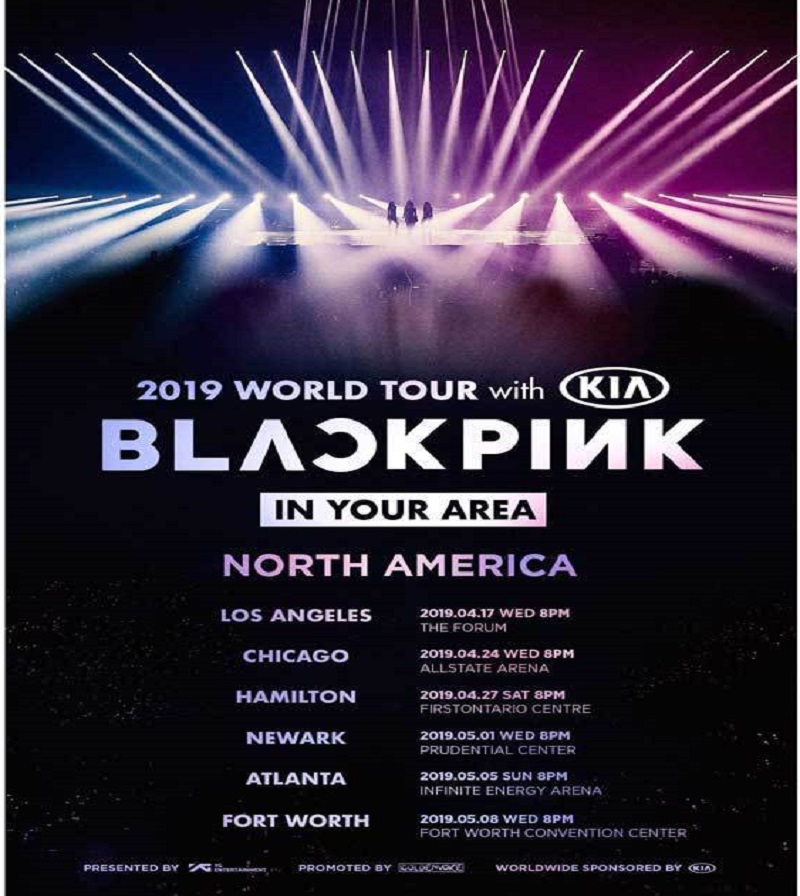 2019 WORLD TOUR with KIA
BLACKPINK
IN YOUR AREA
NORTH AMERICA
LOS ANGELES 2019.04.17 WED 8PM
THE FORUM
CHICAGO 2019.04.24 WED 8PM
ALLSTATE ARENA
HAMILTON 2019.04.27 SAT 8PM
FIRSTONTARIO CENTRE
NEWARK 2019.05.01 WED 8PM
PRUDENTIAL CENTER
ATLANTA 2019.05.05 SUN 8PM
INFINITE ENERGY ARENA
FORT WORTH 2019.05.08 WED 8PM
FORT WORTH CONVENTION CENTER
PRESENTED BY YG ENTERTAINMENT PROMOTED BY GOLDENVOICE WORLDWIDE SPONSORED BY KIA